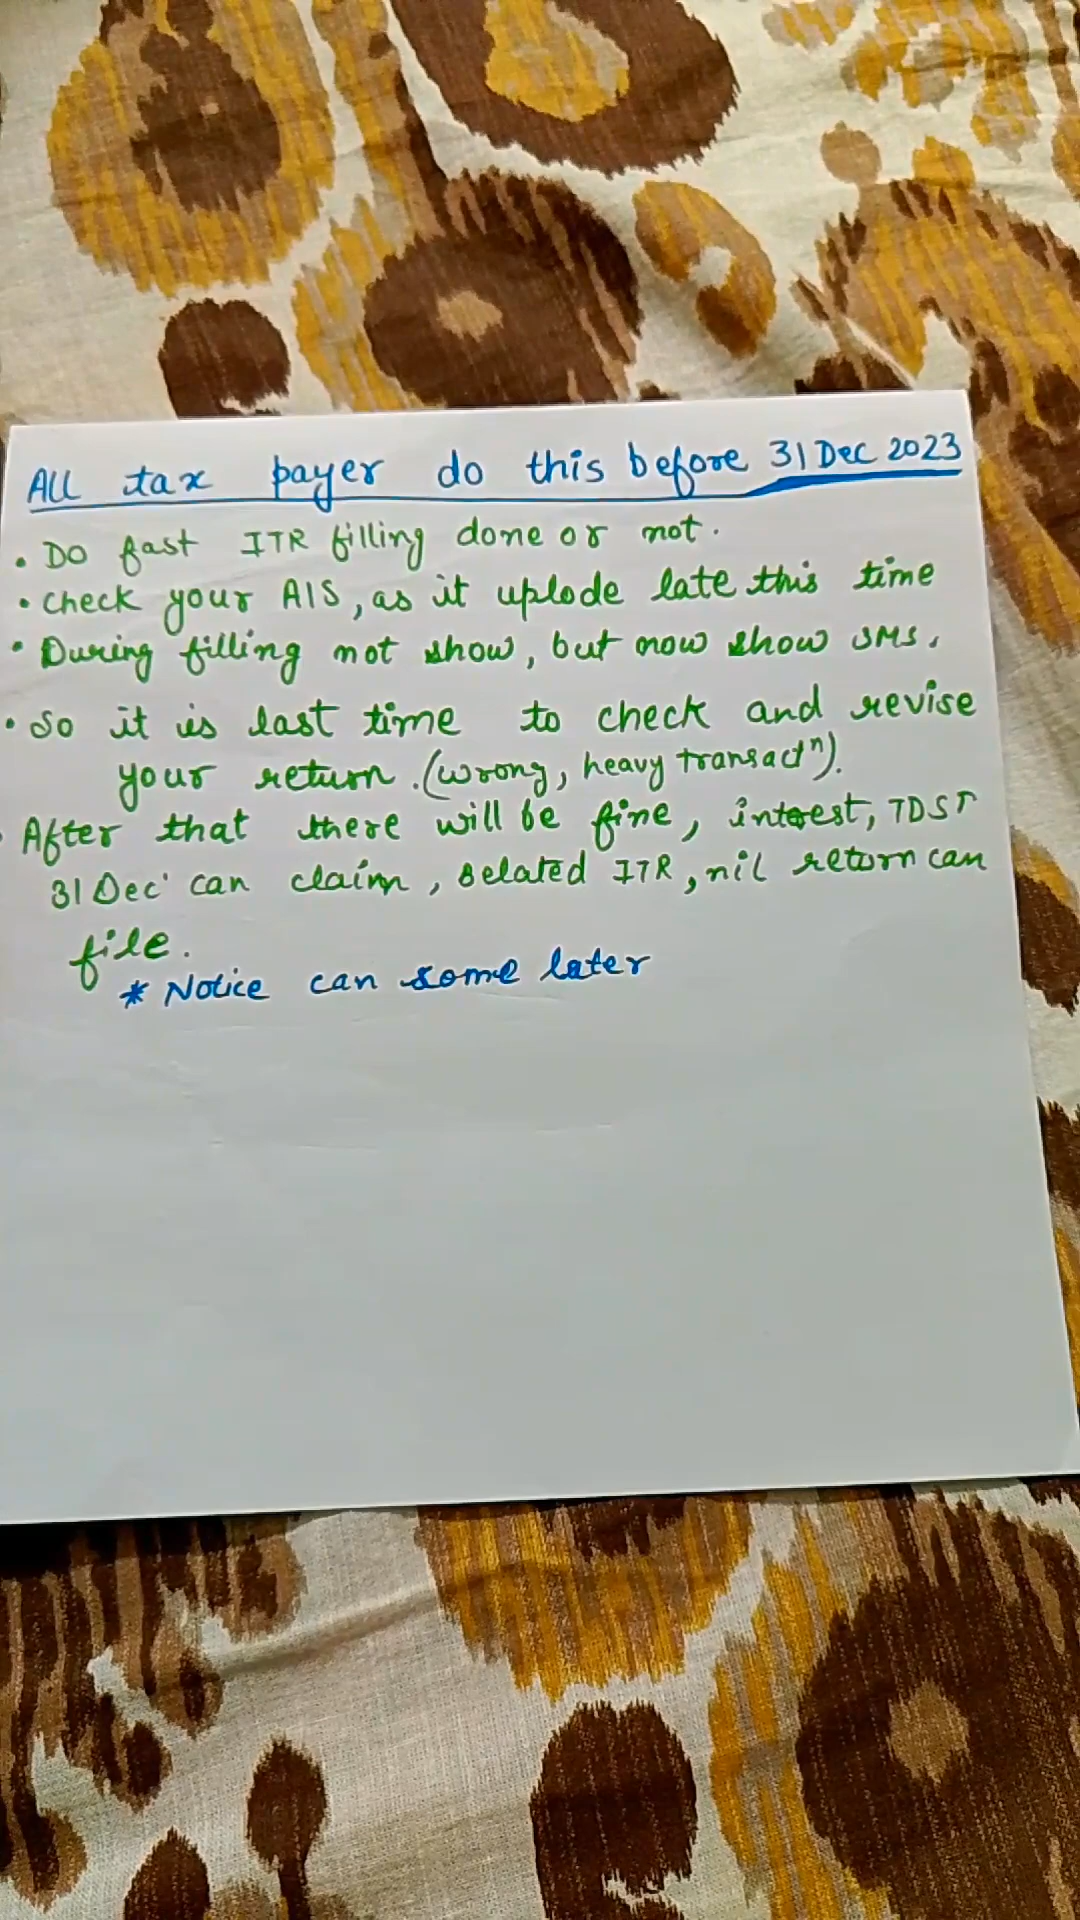 All tax payer do this before 31 Dec 2023
• Do fast ITR filling done or not.
• check your AIS, as it uplode late this time
• During filling not show, but now show SMS.
• So it is last time to check and revise
your return. (wrong, heavy transactⁿ).
• After that there will be fine, interest, TDS↑
31 Dec' can claim, Belated ITR, nil return can
file.
* Notice can some later